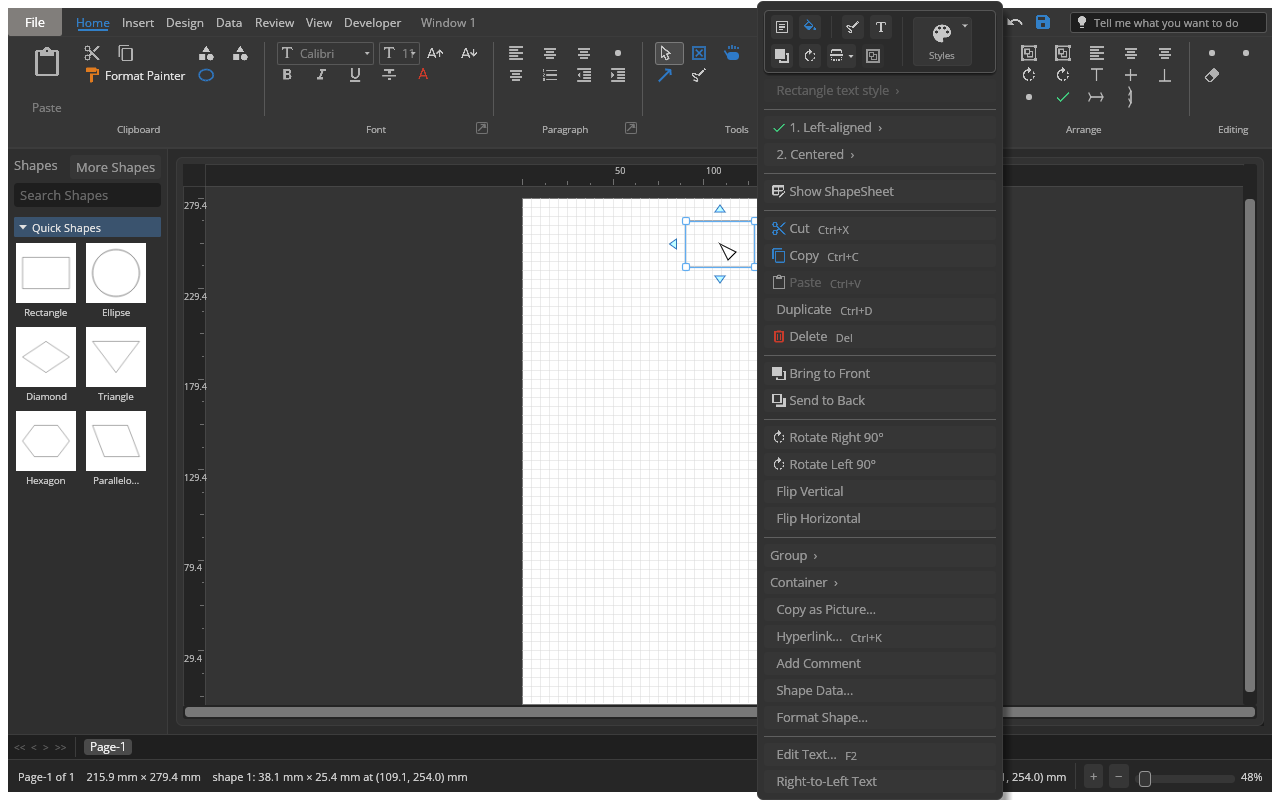 File Home Insert Design Data Review View Developer Window 1
Tell me what you want to do
Paste
Format Painter
Clipboard
Calibri
B I U
A
Font
Paragraph
Tools
Arrange
Editing
Shapes More Shapes
Search Shapes
Quick Shapes
Rectangle Ellipse
Diamond Triangle
Hexagon Parallelo...
50 100
279.4
229.4
179.4
129.4
79.4
29.4
Styles
Rectangle text style ›
1. Left-aligned ›
2. Centered ›
Show ShapeSheet
Cut Ctrl+X
Copy Ctrl+C
Paste Ctrl+V
Duplicate Ctrl+D
Delete Del
Bring to Front
Send to Back
Rotate Right 90°
Rotate Left 90°
Flip Vertical
Flip Horizontal
Group ›
Container ›
Copy as Picture...
Hyperlink... Ctrl+K
Add Comment
Shape Data...
Format Shape...
Edit Text... F2
Right-to-Left Text
<< < > >> Page-1
Page-1 of 1 215.9 mm × 279.4 mm shape 1: 38.1 mm × 25.4 mm at (109.1, 254.0) mm
, 254.0) mm + − 48%